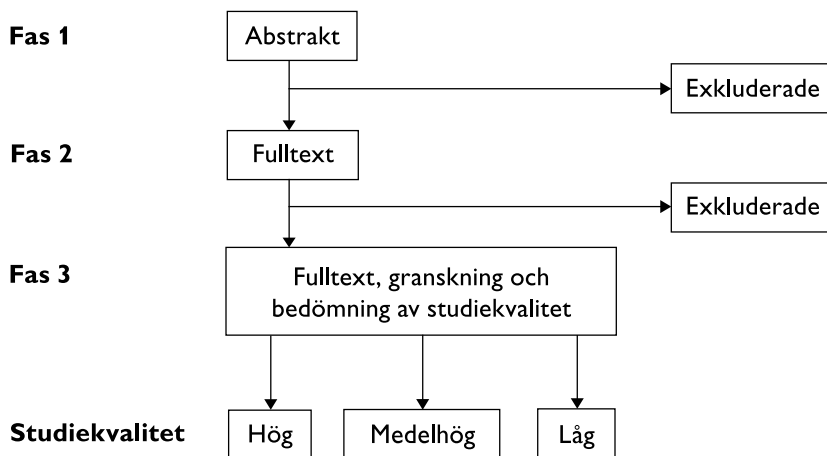 Fas 1
Abstrakt
Exkluderade
Fas 2
Fulltext
Exkluderade
Fas 3
Fulltext, granskning och
bedömning av studiekvalitet
Studiekvalitet
Hög
Medelhög
Låg